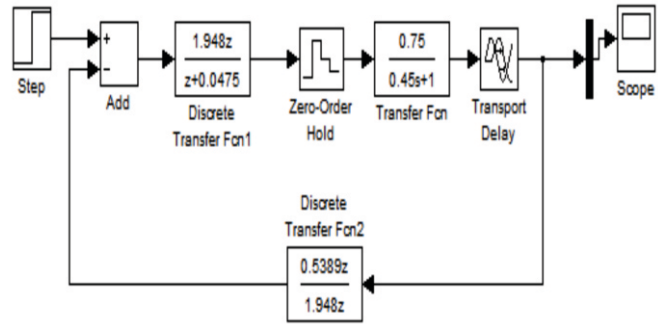 Step
+
−
Add
1.948z
z+0.0475
Discrete
Transfer Fcn1
Zero-Order
Hold
0.75
0.45s+1
Transfer Fcn
Transport
Delay
Scope
Discrete
Transfer Fcn2
0.5389z
1.948z